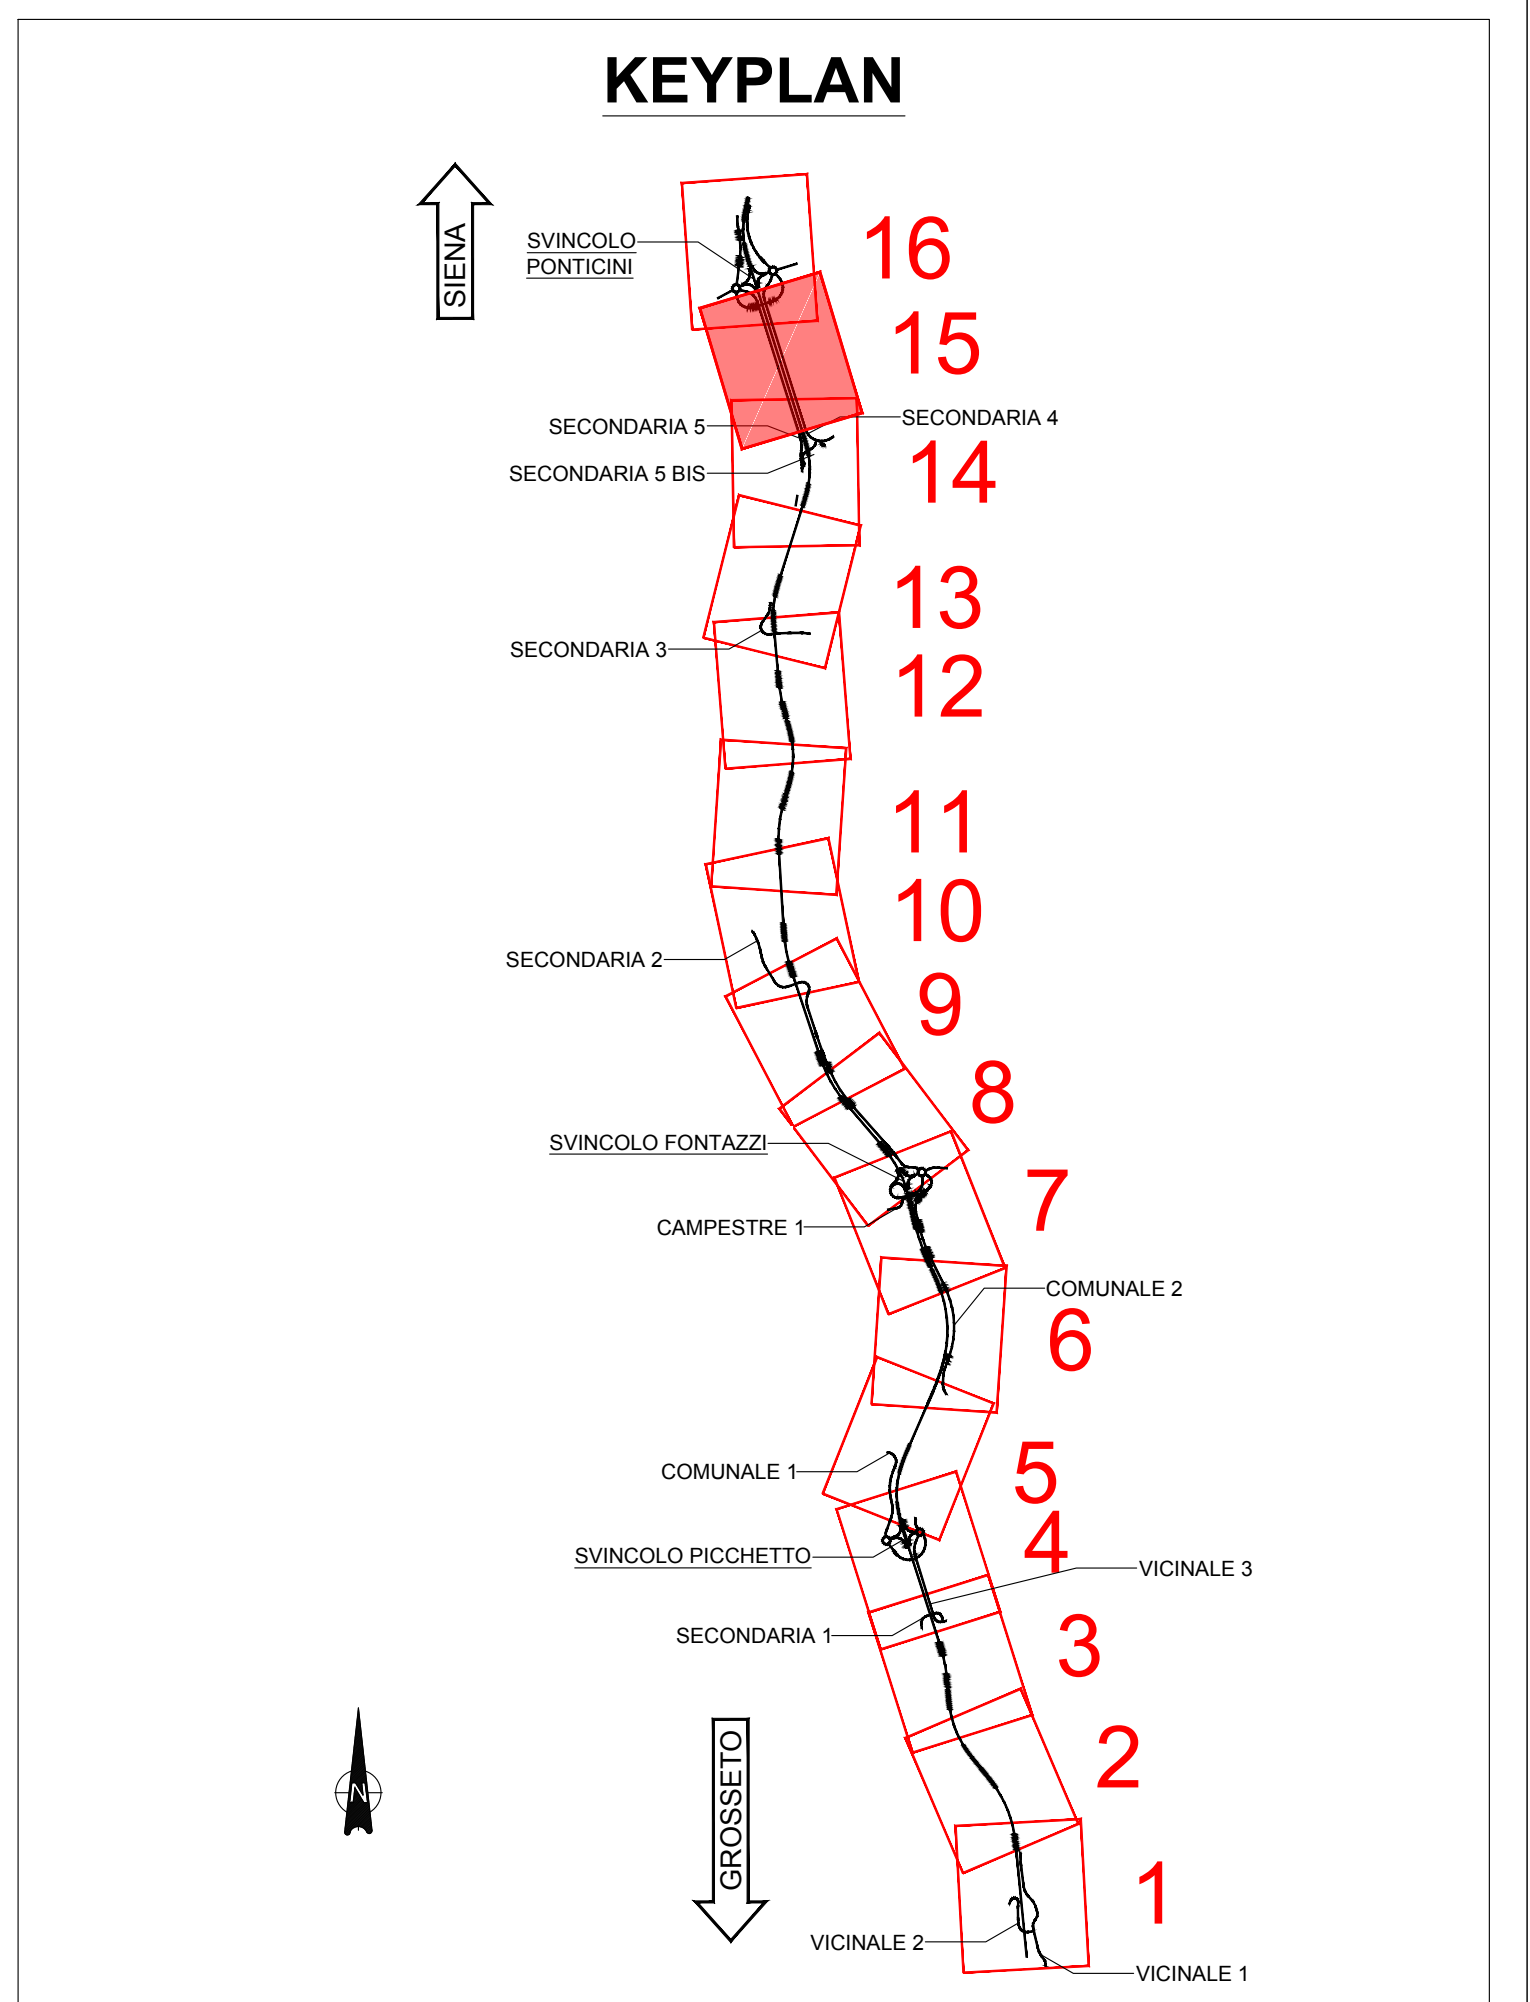 KEYPLAN
SIENA
SVINCOLO
PONTICINI
16
15
SECONDARIA 5
SECONDARIA 4
SECONDARIA 5 BIS
14
13
SECONDARIA 3
12
11
10
SECONDARIA 2
9
8
SVINCOLO FONTAZZI
7
CAMPESTRE 1
COMUNALE 2
6
COMUNALE 1
5
4
SVINCOLO PICCHETTO
VICINALE 3
SECONDARIA 1
3
2
N
GROSSETO
1
VICINALE 2
VICINALE 1